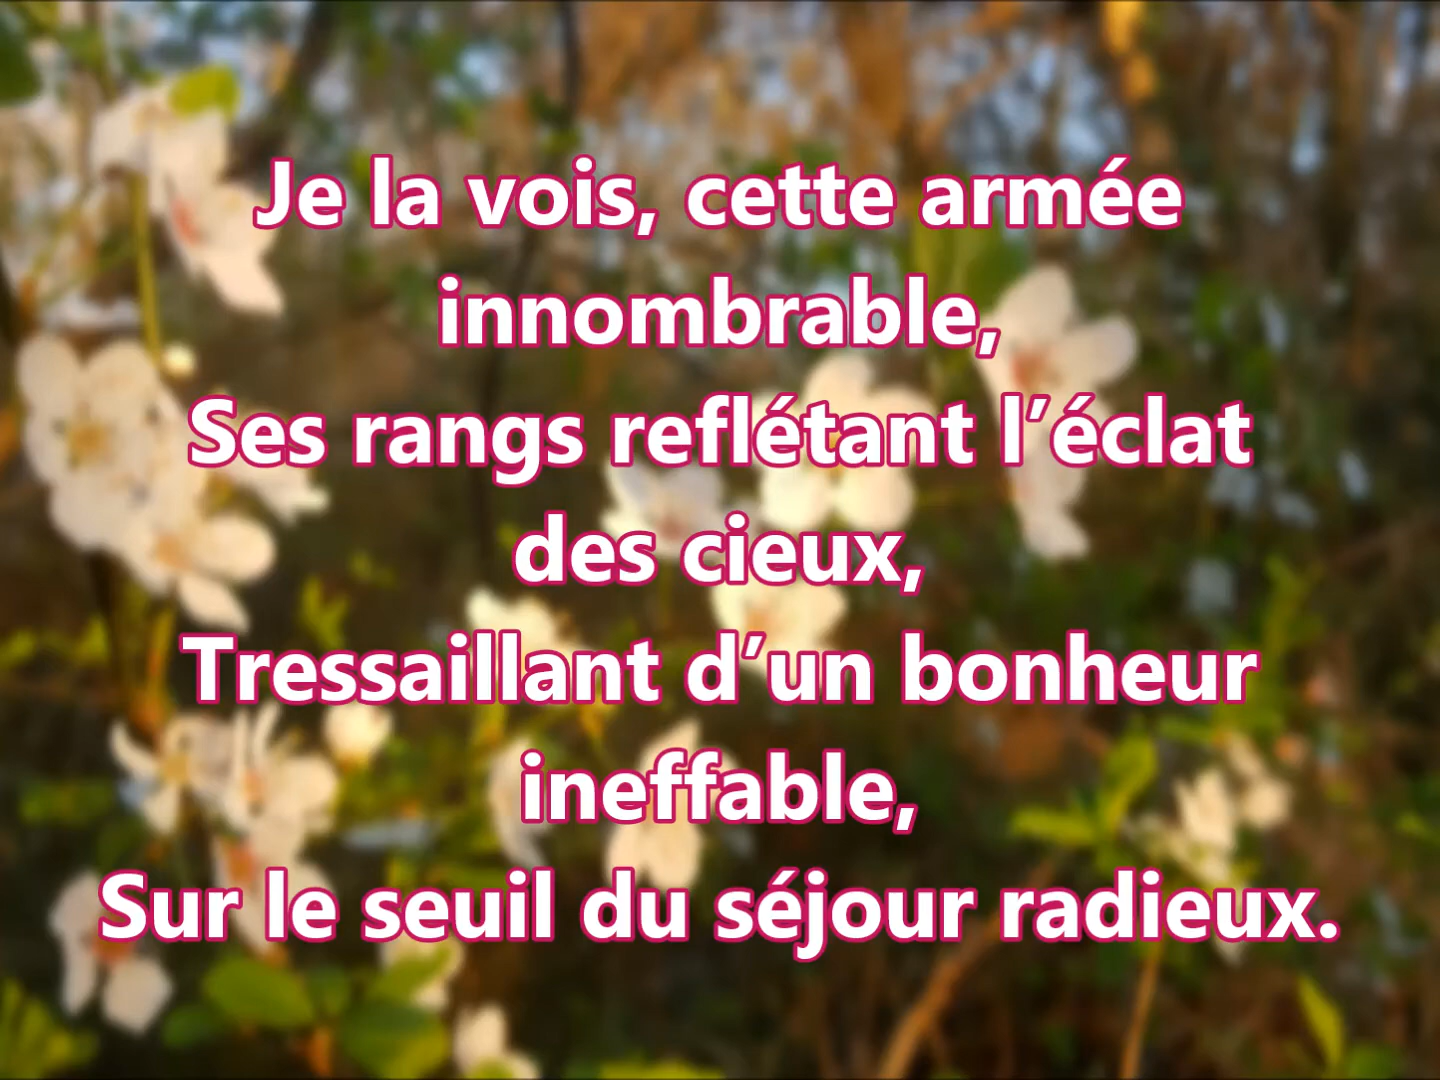 Je la vois, cette armée
innombrable,
Ses rangs reflétant l’éclat
des cieux,
Tressaillant d’un bonheur
ineffable,
Sur le seuil du séjour radieux.